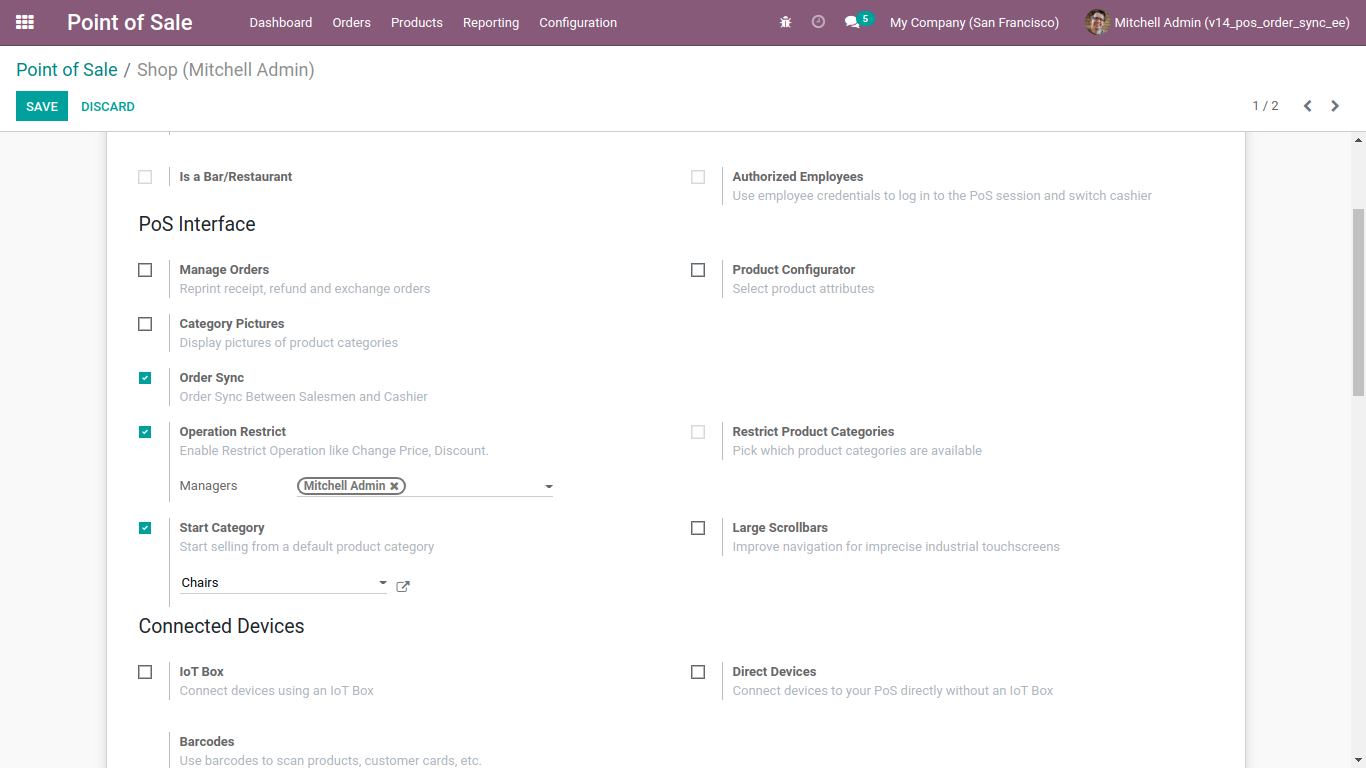 Point of Sale Dashboard Orders Products Reporting Configuration 5 My Company (San Francisco) Mitchell Admin (v14_pos_order_sync_ee)
Point of Sale / Shop (Mitchell Admin)
SAVE DISCARD 1 / 2
Is a Bar/Restaurant
Authorized Employees
Use employee credentials to log in to the PoS session and switch cashier
PoS Interface
Manage Orders
Reprint receipt, refund and exchange orders
Product Configurator
Select product attributes
Category Pictures
Display pictures of product categories
Order Sync
Order Sync Between Salesmen and Cashier
Operation Restrict
Enable Restrict Operation like Change Price, Discount.
Managers Mitchell Admin
Restrict Product Categories
Pick which product categories are available
Start Category
Start selling from a default product category
Chairs
Large Scrollbars
Improve navigation for imprecise industrial touchscreens
Connected Devices
IoT Box
Connect devices using an IoT Box
Direct Devices
Connect devices to your PoS directly without an IoT Box
Barcodes
Use barcodes to scan products, customer cards, etc.